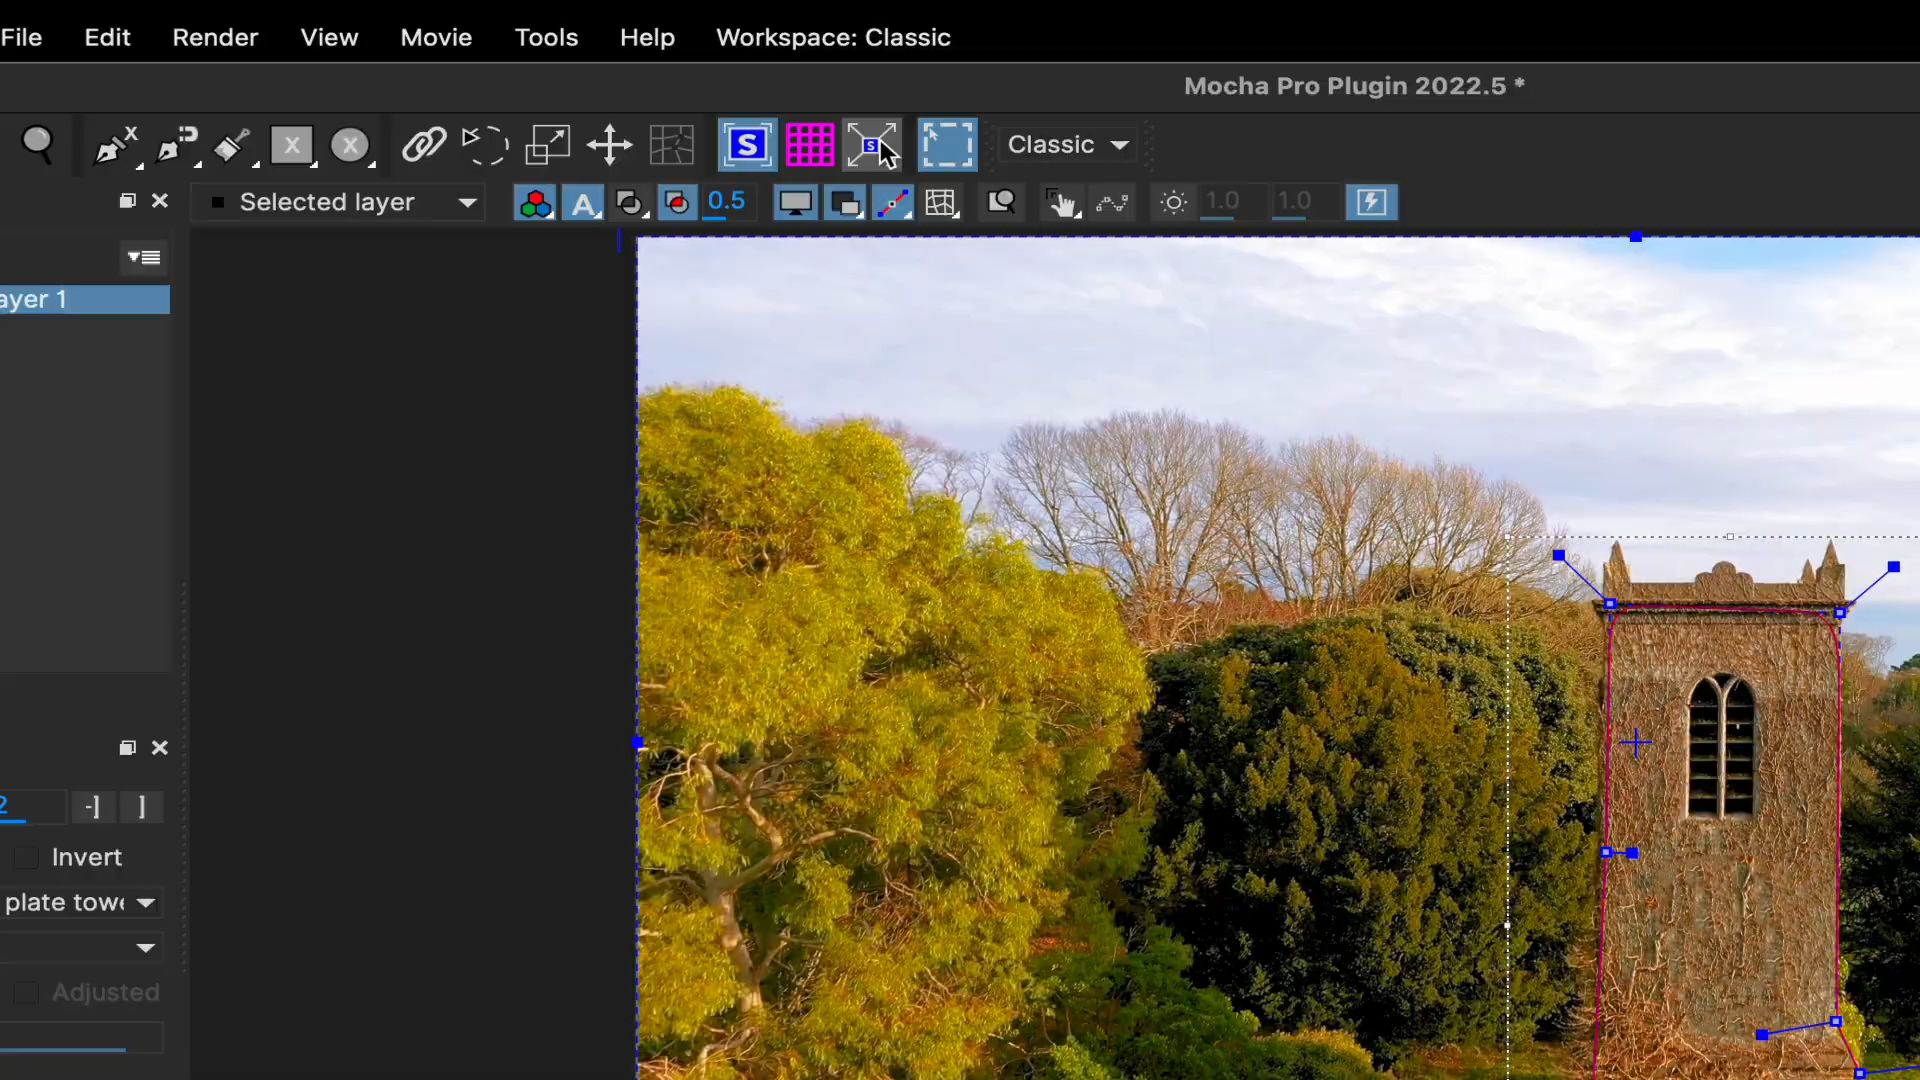 File Edit Render View Movie Tools Help Workspace: Classic
Mocha Pro Plugin 2022.5 *
X X X S S Classic
Selected layer A 0.5 1.0 1.0
ayer 1
2 -] ]
Invert
plate towe
Adjusted